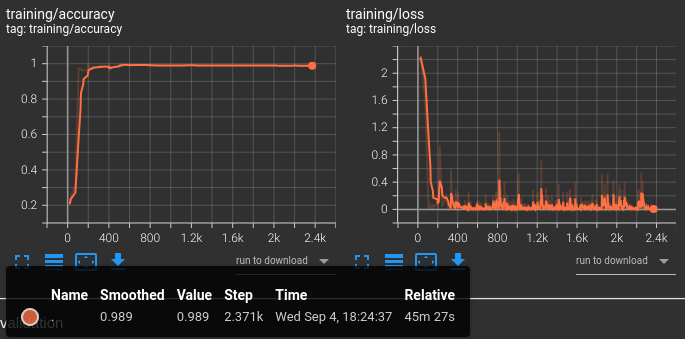 training/accuracy
tag: training/accuracy
1
0.8
0.6
0.4
0.2
0 400 800 1.2k 1.6k 2k 2.4k
run to download
training/loss
tag: training/loss
2
1.6
1.2
0.8
0.4
0
0 400 800 1.2k 1.6k 2k 2.4k
run to download
Name Smoothed Value Step Time Relative
0.989 0.989 2.371k Wed Sep 4, 18:24:37 45m 27s
validation